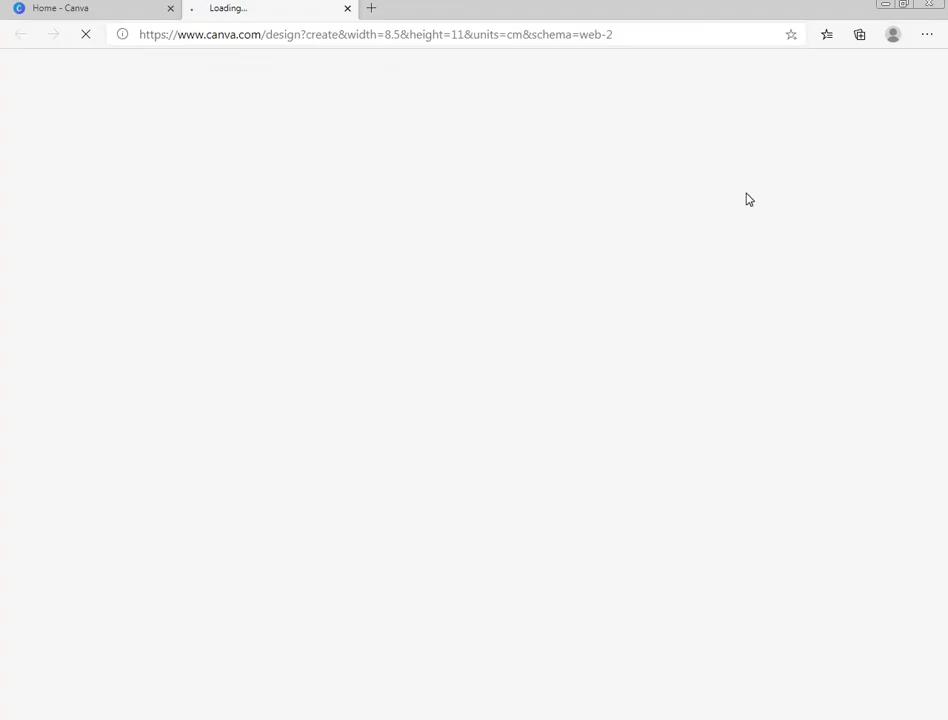 Home - Canva
Loading...
https://www.canva.com/design?create&width=8.5&height=11&units=cm&schema=web-2